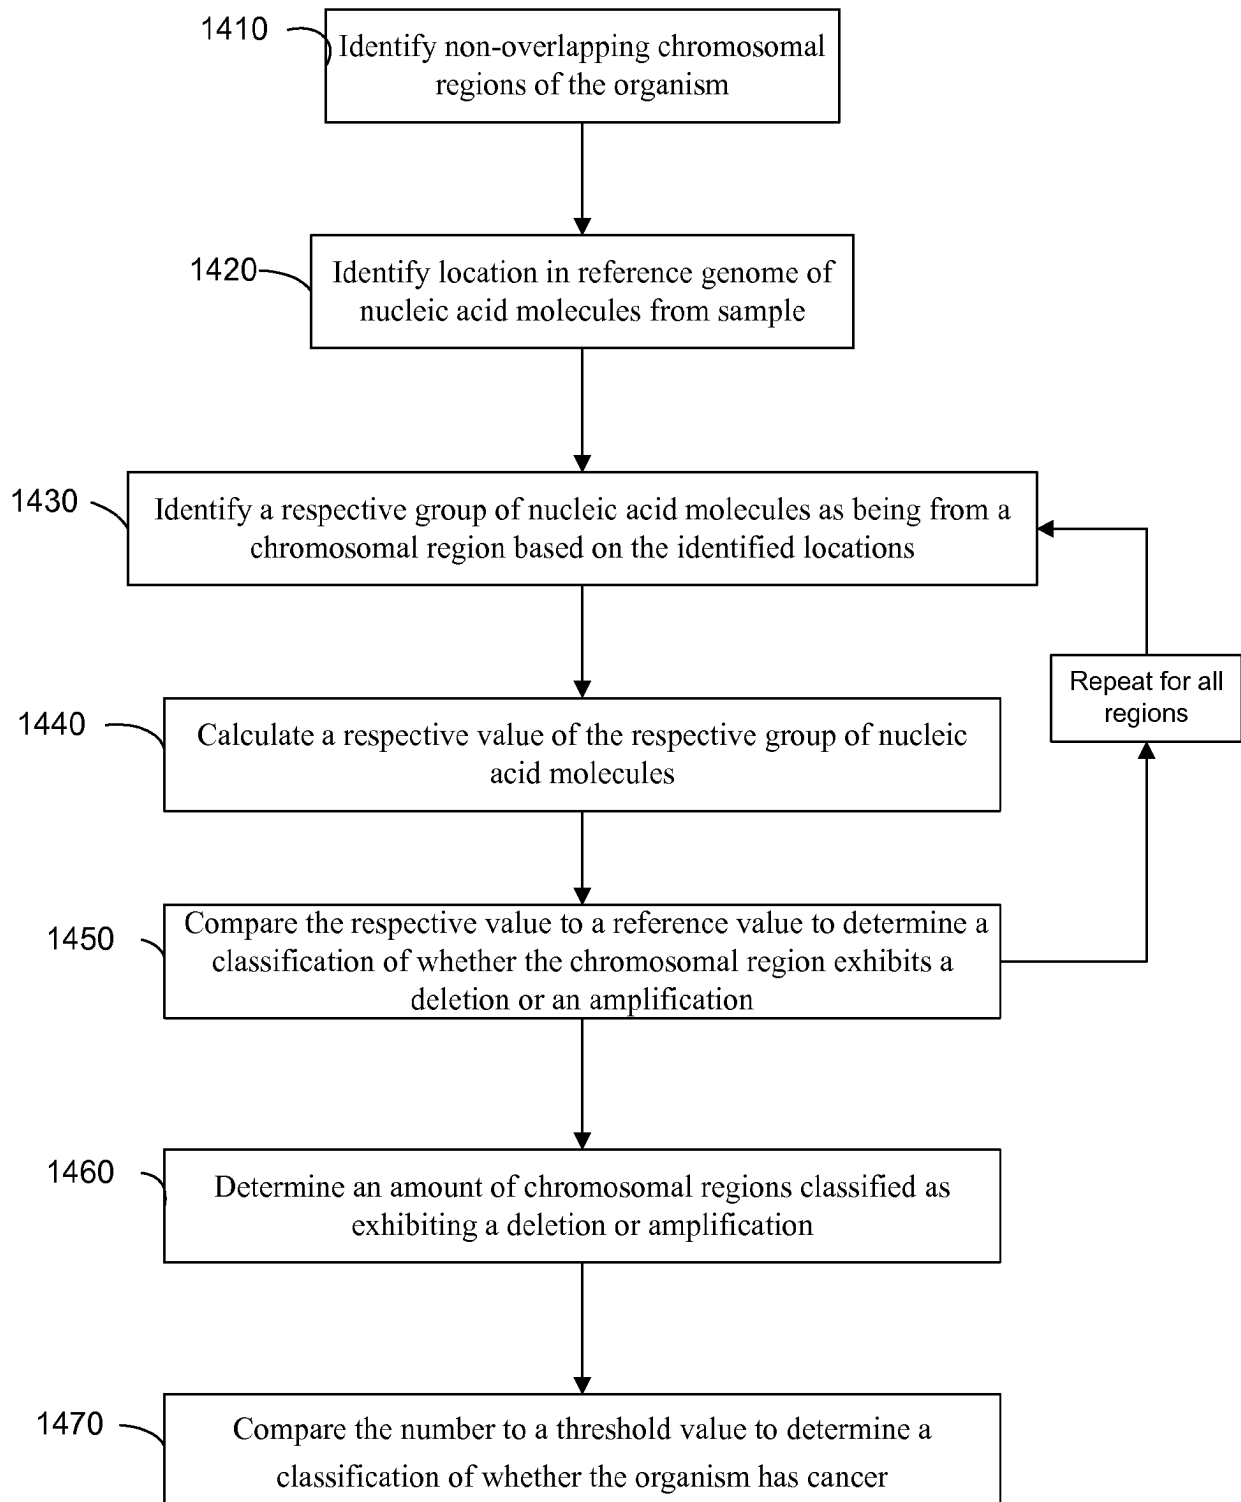 1410
Identify non-overlapping chromosomal
regions of the organism
1420
Identify location in reference genome of
nucleic acid molecules from sample
1430
Identify a respective group of nucleic acid molecules as being from a
chromosomal region based on the identified locations
Repeat for all
regions
1440
Calculate a respective value of the respective group of nucleic
acid molecules
1450
Compare the respective value to a reference value to determine a
classification of whether the chromosomal region exhibits a
deletion or an amplification
1460
Determine an amount of chromosomal regions classified as
exhibiting a deletion or amplification
1470
Compare the number to a threshold value to determine a
classification of whether the organism has cancer